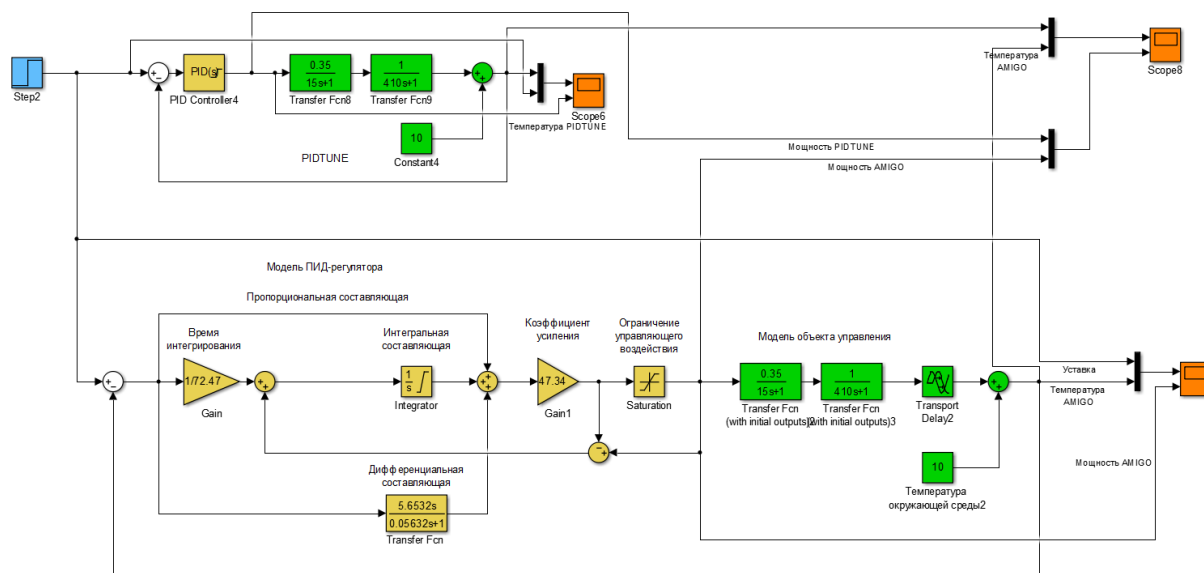 Step2
PID(s)
PID Controller4
0.35
15s+1
Transfer Fcn8
1
410s+1
Transfer Fcn9
10
Constant4
PIDTUNE
Scope6
Температура PIDTUNE
Температура
AMIGO
Scope8
Мощность PIDTUNE
Мощность AMIGO
Модель ПИД-регулятора
Пропорциональная составляющая
Время
интегрирования
1/72.47
Gain
Интегральная
составляющая
1
s
Integrator
Коэффициент
усиления
47.34
Gain1
Ограничение
управляющего
воздействия
Saturation
Модель объекта управления
0.35
15s+1
Transfer Fcn
(with initial outputs)2
1
410s+1
Transfer Fcn
(with initial outputs)3
Transport
Delay2
10
Температура
окружающей среды2
Уставка
Температура
AMIGO
Мощность AMIGO
Дифференциальная
составляющая
5.6532s
0.05632s+1
Transfer Fcn